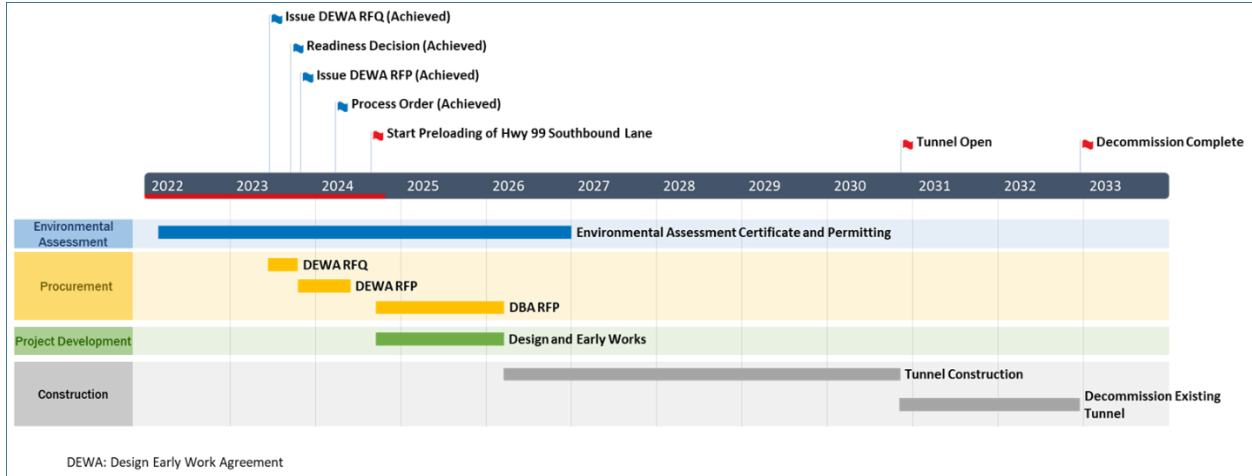 Issue DEWA RFQ (Achieved)
Readiness Decision (Achieved)
Issue DEWA RFP (Achieved)
Process Order (Achieved)
Start Preloading of Hwy 99 Southbound Lane
Tunnel Open
Decommission Complete
2022 2023 2024 2025 2026 2027 2028 2029 2030 2031 2032 2033
Environmental
Assessment
Environmental Assessment Certificate and Permitting
Procurement
DEWA RFQ
DEWA RFP
DBA RFP
Project Development
Design and Early Works
Construction
Tunnel Construction
Decommission Existing
Tunnel
DEWA: Design Early Work Agreement